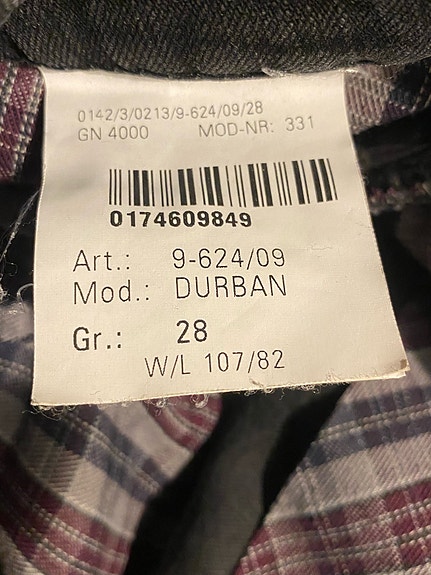 0142/3/0213/9-624/09/28
GN 4000 MOD-NR: 331
0174609849
Art.: 9-624/09
Mod.: DURBAN
Gr.: 28
W/L 107/82